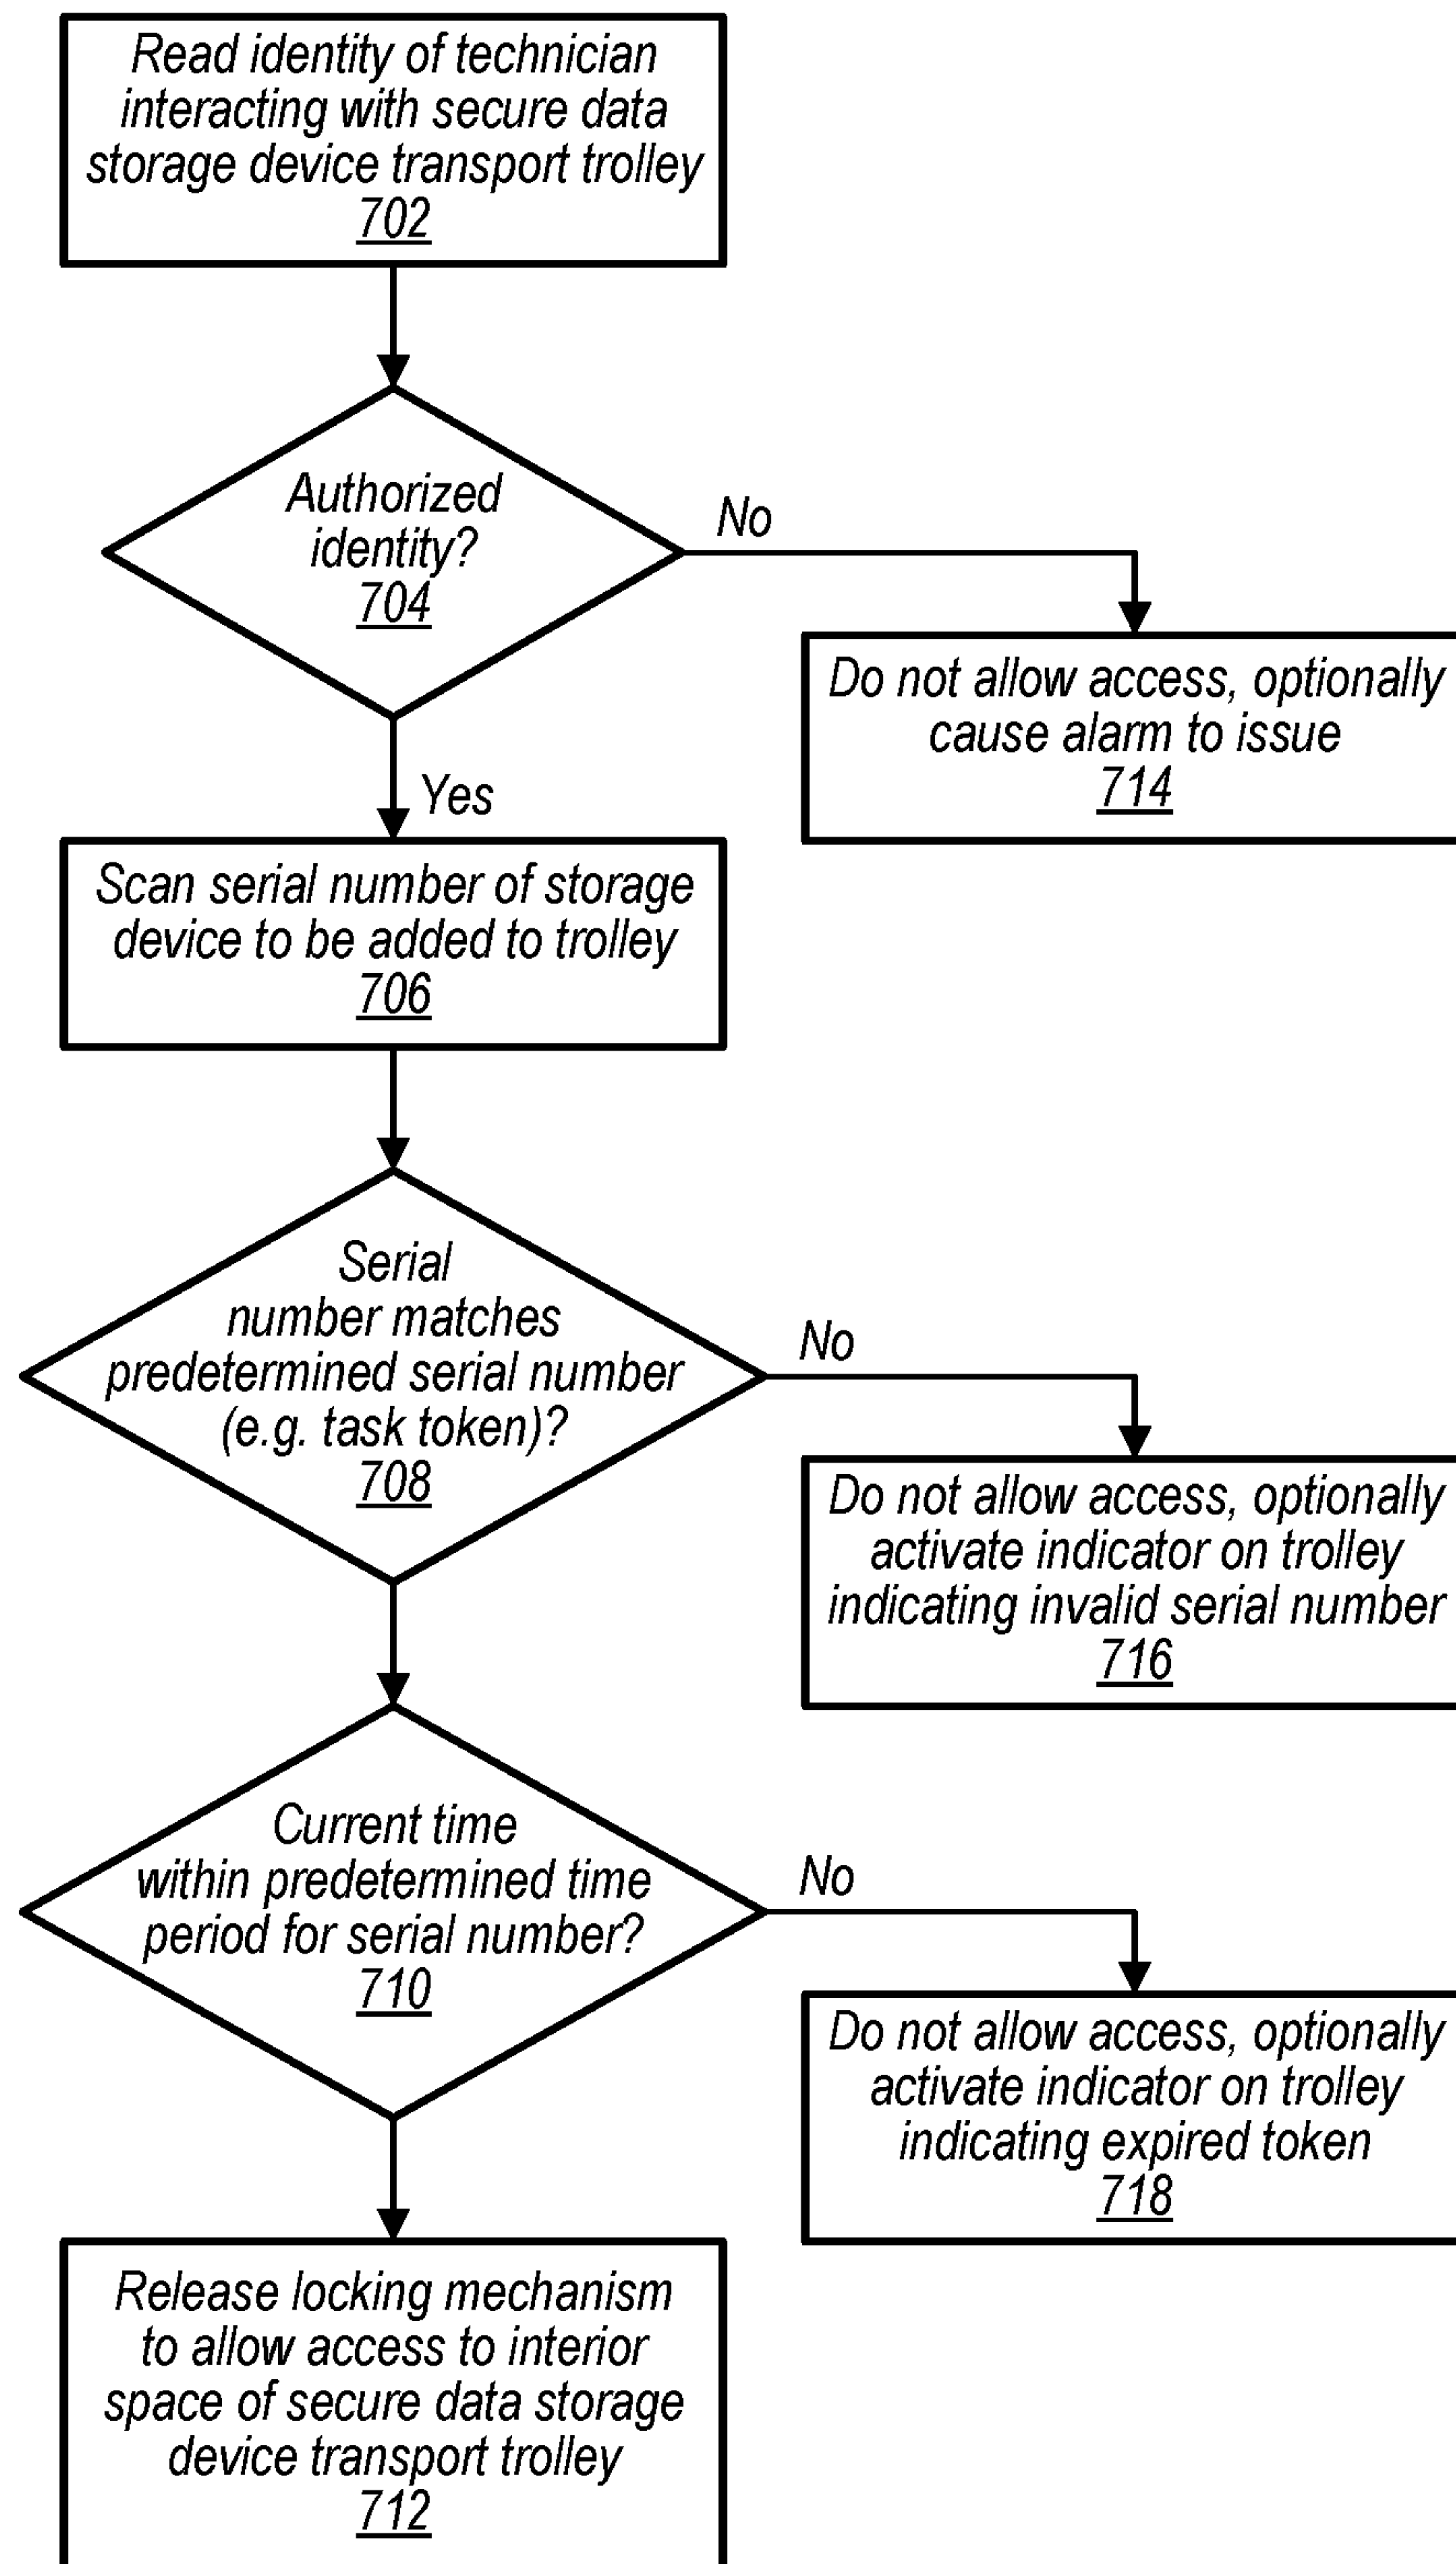 Read identity of technician
interacting with secure data
storage device transport trolley
702
Authorized
identity?
704
No
Do not allow access, optionally
cause alarm to issue
714
Yes
Scan serial number of storage
device to be added to trolley
706
Serial
number matches
predetermined serial number
(e.g. task token)?
708
No
Do not allow access, optionally
activate indicator on trolley
indicating invalid serial number
716
Current time
within predetermined time
period for serial number?
710
No
Do not allow access, optionally
activate indicator on trolley
indicating expired token
718
Release locking mechanism
to allow access to interior
space of secure data storage
device transport trolley
712